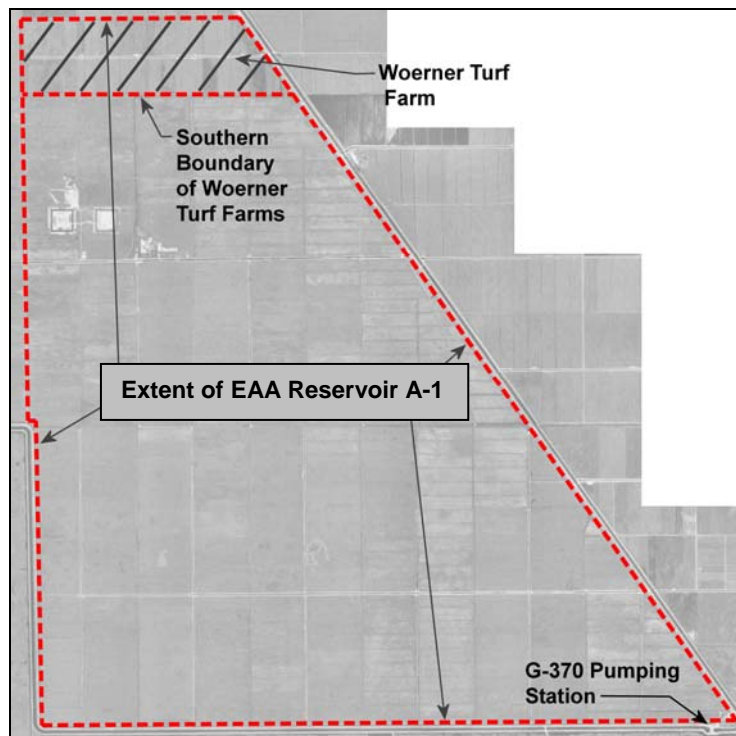 Woerner Turf
Farm
Southern
Boundary
of Woerner
Turf Farms
Extent of EAA Reservoir A-1
G-370 Pumping
Station